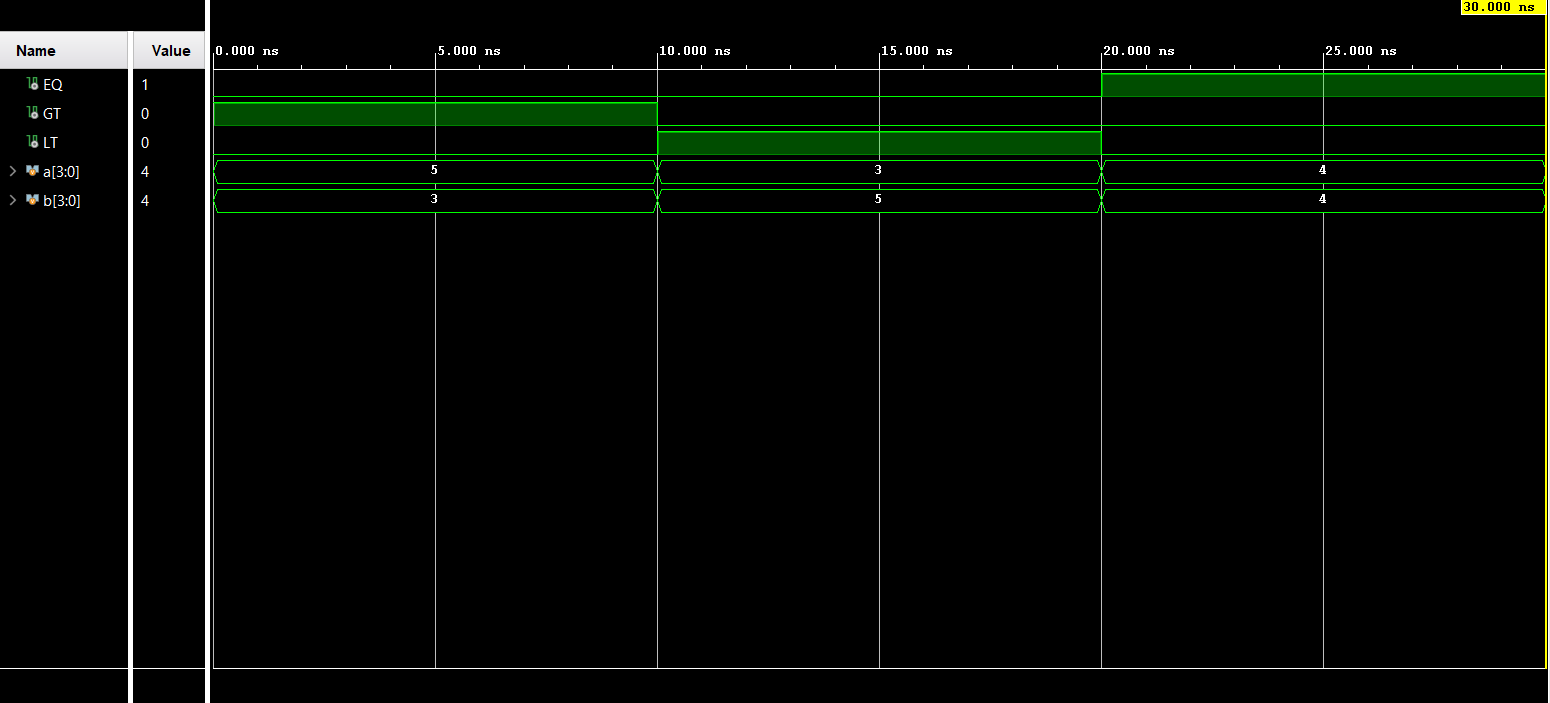 30.000 ns
Name Value 0.000 ns 5.000 ns 10.000 ns 15.000 ns 20.000 ns 25.000 ns
EQ 1
GT 0
LT 0
a[3:0] 4 5 3 4
b[3:0] 4 3 5 4